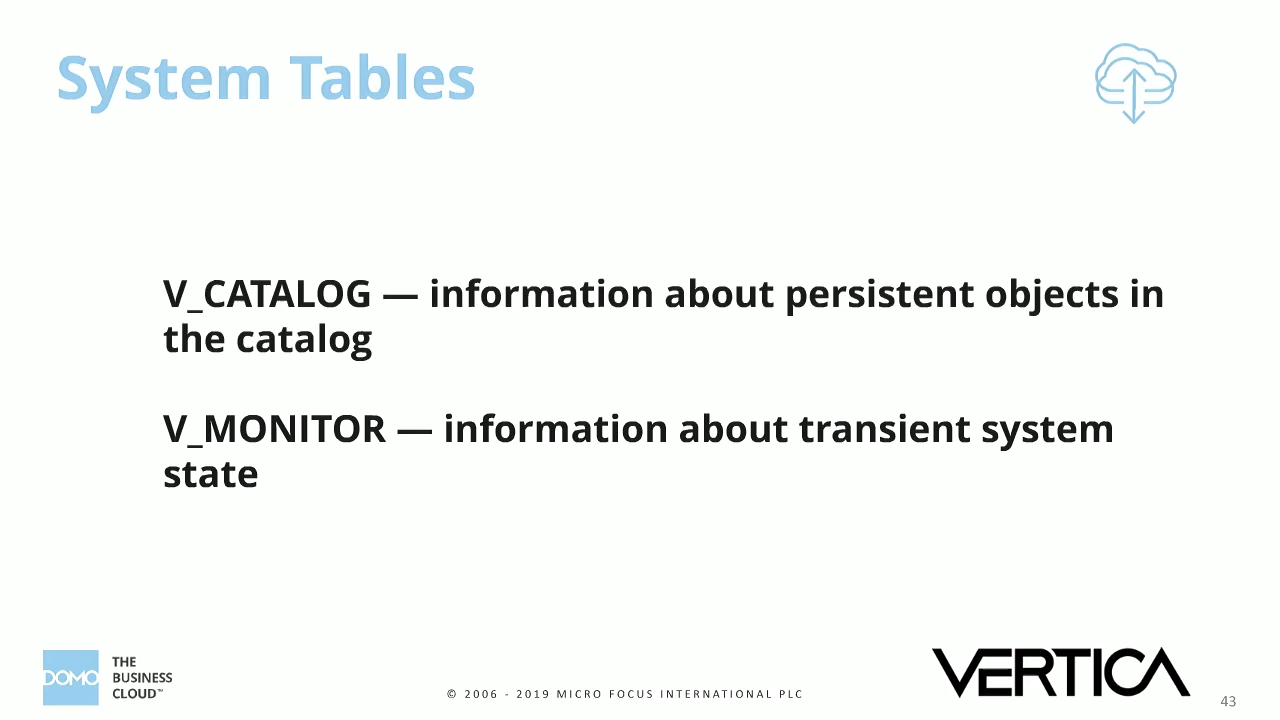 System Tables
V_CATALOG — information about persistent objects in
the catalog
V_MONITOR — information about transient system
state
DOMO
THE
BUSINESS
CLOUD™
© 2006 - 2019 MICRO FOCUS INTERNATIONAL PLC
VERTICA
43